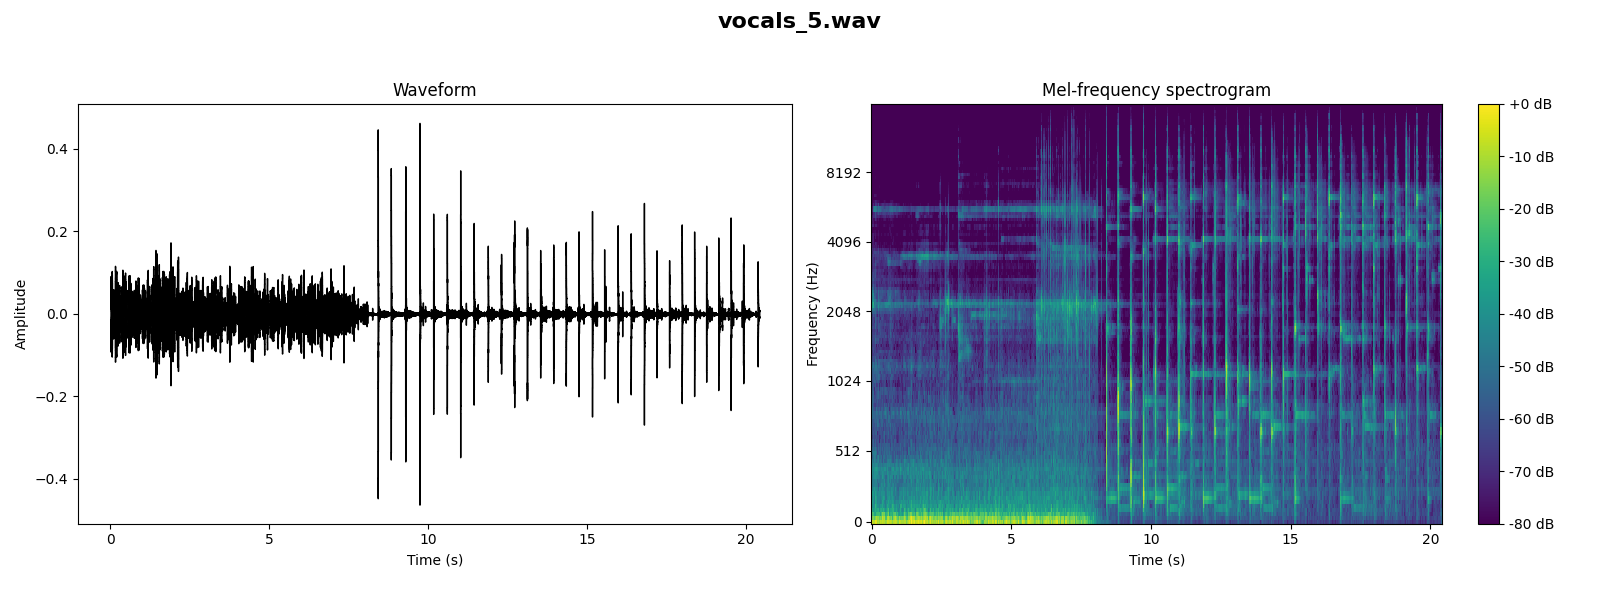 vocals_5.wav
Waveform
Mel-frequency spectrogram
0.4
0.2
0.0
−0.2
−0.4
Amplitude
0 5 10 15 20
Time (s)
8192
4096
2048
1024
512
0
Frequency (Hz)
0 5 10 15 20
Time (s)
+0 dB
-10 dB
-20 dB
-30 dB
-40 dB
-50 dB
-60 dB
-70 dB
-80 dB